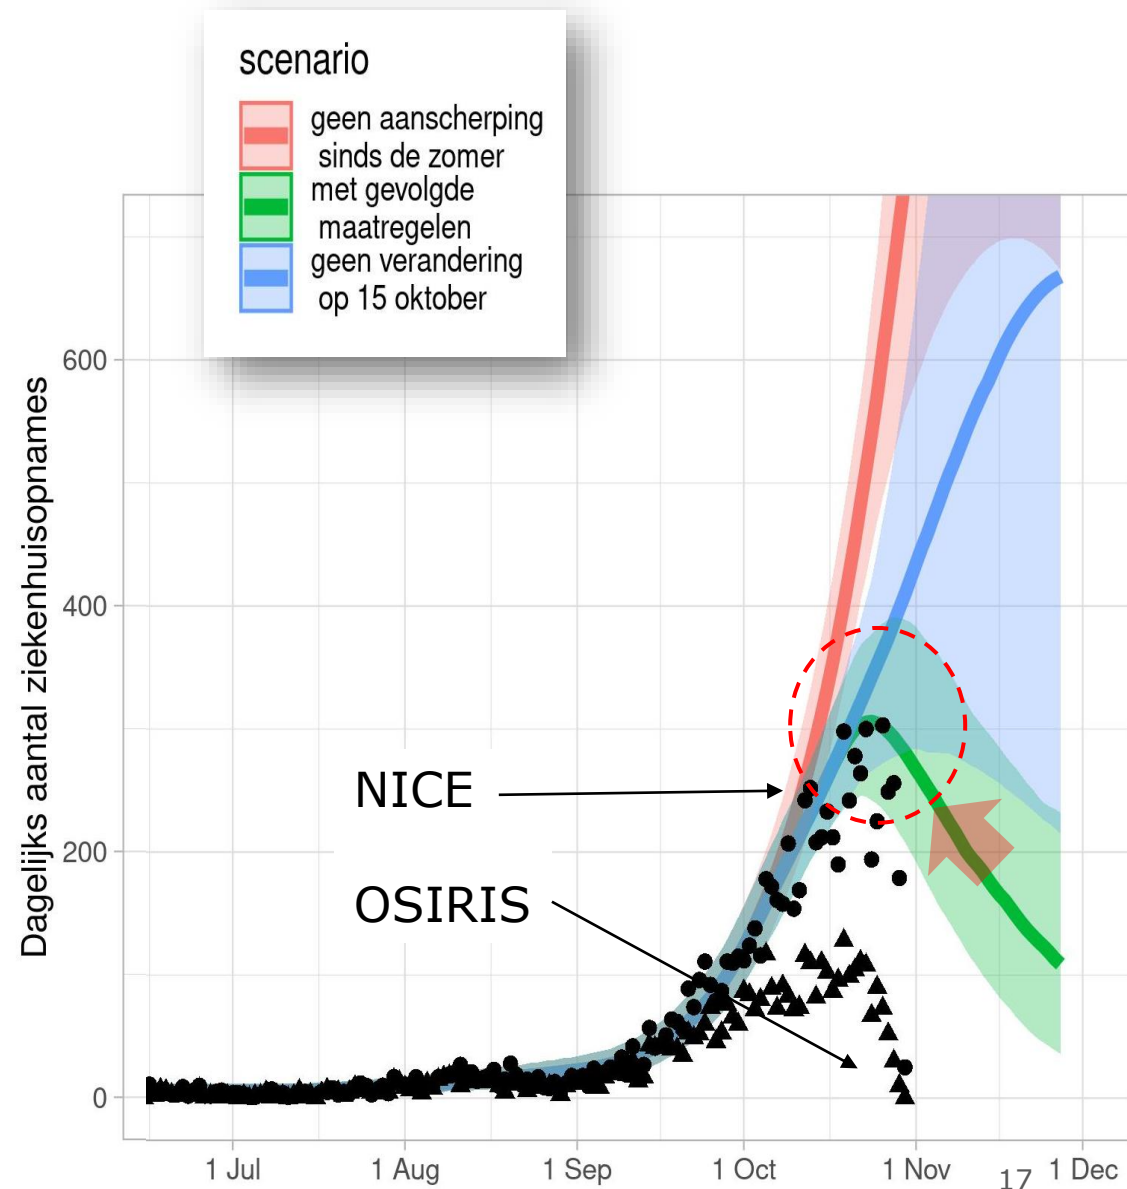 scenario
geen aanscherping
sinds de zomer
met gevolgde
maatregelen
geen verandering
op 15 oktober
Dagelijks aantal ziekenhuisopnames
600
400
200
0
NICE
OSIRIS
1 Jul
1 Aug
1 Sep
1 Oct
1 Nov
1 Dec
17